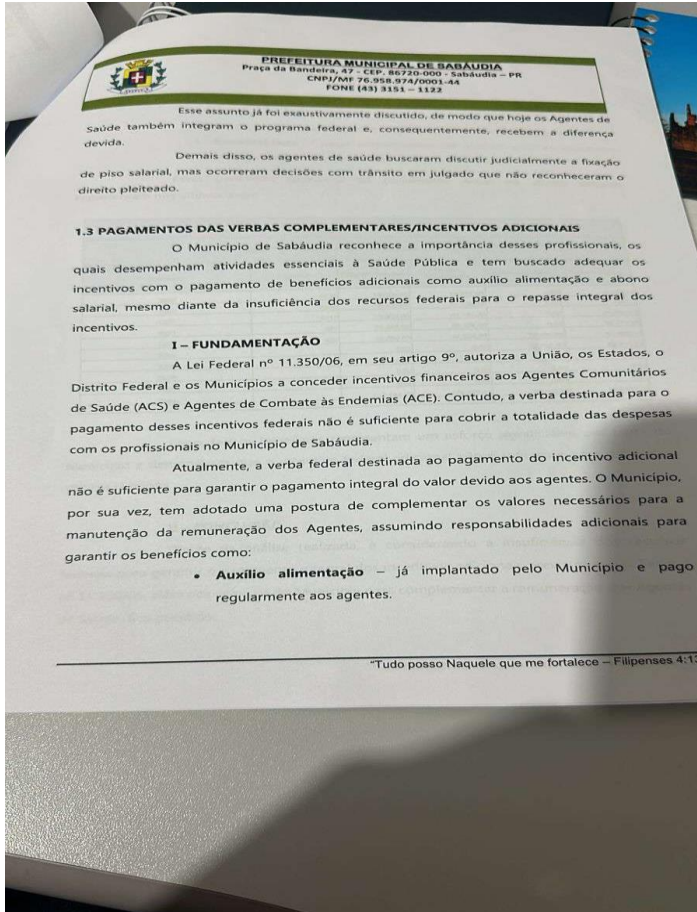 PREFEITURA MUNICIPAL DE SABÁUDIA
Praça da Bandeira, 47 - CEP. 86720-000 - Sabáudia – PR
CNPJ/MF 76.958.974/0001-44
FONE (43) 3151 – 1122
Esse assunto já foi exaustivamente discutido, de modo que hoje os Agentes de
Saúde também integram o programa federal e, consequentemente, recebem a diferença
devida.
Demais disso, os agentes de saúde buscaram discutir judicialmente a fixação
de piso salarial, mas ocorreram decisões com trânsito em julgado que não reconheceram o
direito pleiteado.
1.3 PAGAMENTOS DAS VERBAS COMPLEMENTARES/INCENTIVOS ADICIONAIS
O Município de Sabáudia reconhece a importância desses profissionais, os
quais desempenham atividades essenciais à Saúde Pública e tem buscado adequar os
incentivos com o pagamento de benefícios adicionais como auxílio alimentação e abono
salarial, mesmo diante da insuficiência dos recursos federais para o repasse integral dos
incentivos.
I – FUNDAMENTAÇÃO
A Lei Federal nº 11.350/06, em seu artigo 9º, autoriza a União, os Estados, o
Distrito Federal e os Municípios a conceder incentivos financeiros aos Agentes Comunitários
de Saúde (ACS) e Agentes de Combate às Endemias (ACE). Contudo, a verba destinada para o
pagamento desses incentivos federais não é suficiente para cobrir a totalidade das despesas
com os profissionais no Município de Sabáudia.
Atualmente, a verba federal destinada ao pagamento do incentivo adicional
não é suficiente para garantir o pagamento integral do valor devido aos agentes. O Município,
por sua vez, tem adotado uma postura de complementar os valores necessários para a
manutenção da remuneração dos Agentes, assumindo responsabilidades adicionais para
garantir os benefícios como:
• Auxílio alimentação – já implantado pelo Município e pago
regularmente aos agentes.
"Tudo posso Naquele que me fortalece – Filipenses 4:13